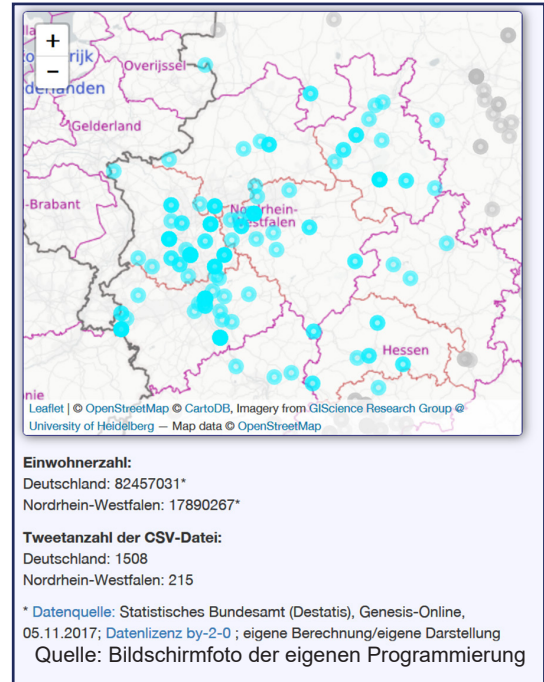 +
−
rijk
Overijssel
Gelderland
-Brabant
Nordrhein-
Westfalen
Hessen
nie
Leaflet | © OpenStreetMap © CartoDB, Imagery from GIScience Research Group @
University of Heidelberg — Map data © OpenStreetMap
Einwohnerzahl:
Deutschland: 82457031*
Nordrhein-Westfalen: 17890267*
Tweetanzahl der CSV-Datei:
Deutschland: 1508
Nordrhein-Westfalen: 215
* Datenquelle: Statistisches Bundesamt (Destatis), Genesis-Online,
05.11.2017; Datenlizenz by-2-0 ; eigene Berechnung/eigene Darstellung
Quelle: Bildschirmfoto der eigenen Programmierung